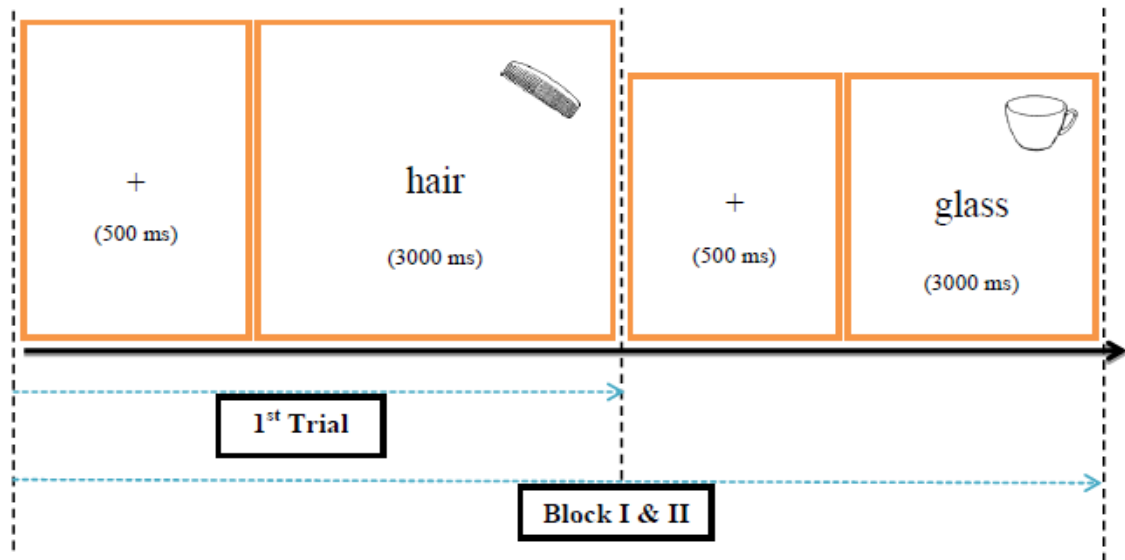 +
(500 ms)
hair
(3000 ms)
+
(500 ms)
glass
(3000 ms)
1st Trial
Block I & II